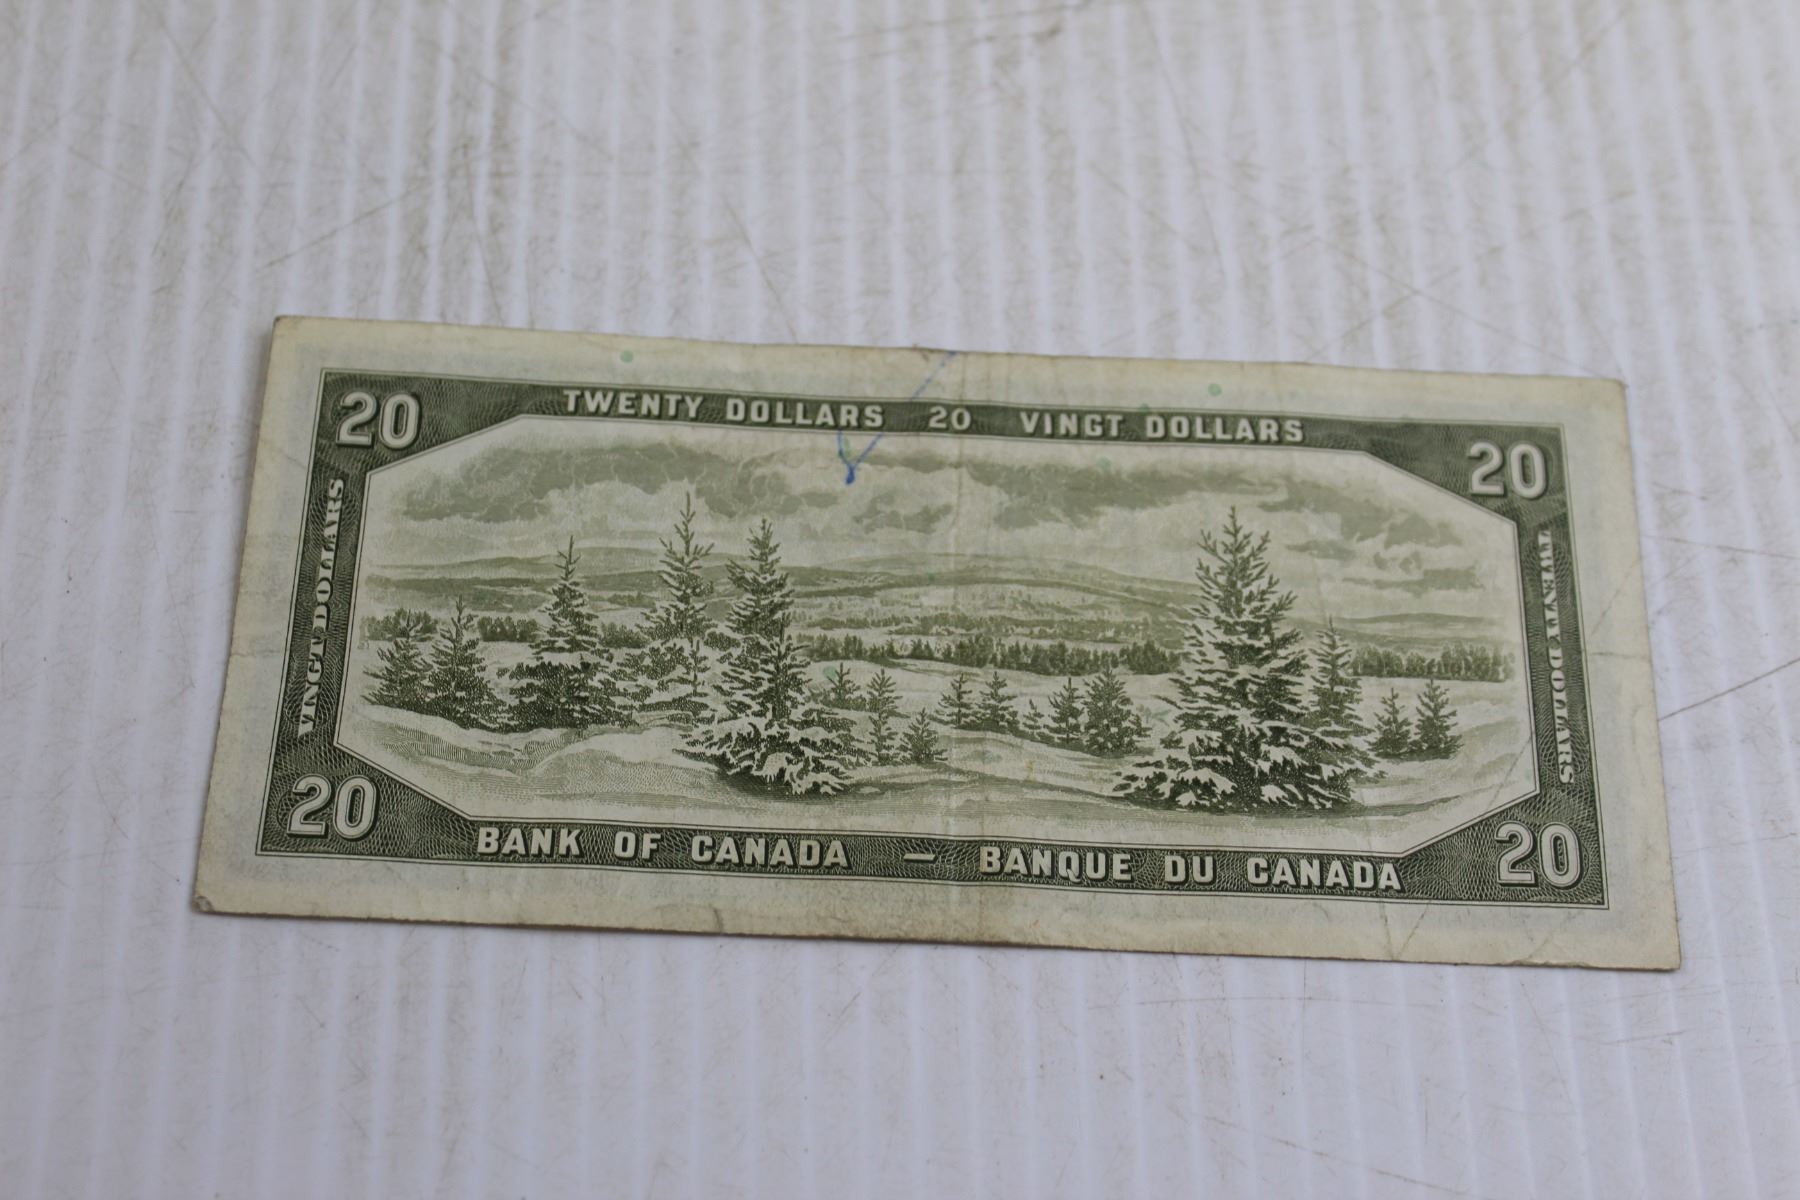 20 TWENTY DOLLARS 20 VINGT DOLLARS 20
VINGT DOLLARS
TWENTY DOLLARS
20 BANK OF CANADA — BANQUE DU CANADA 20